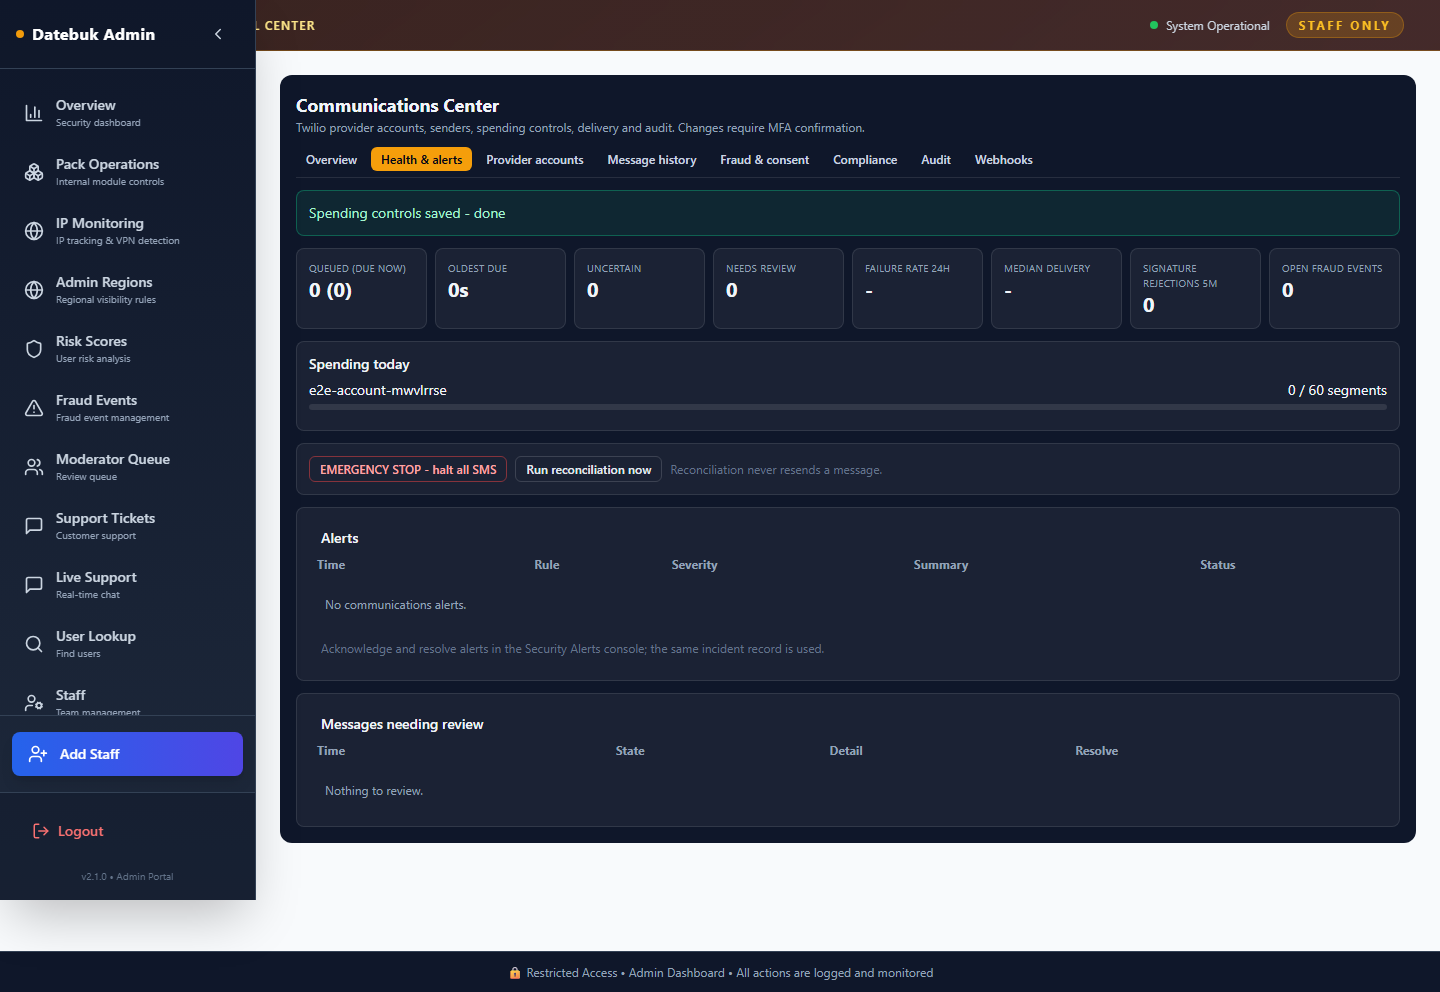 Datebuk Admin
L CENTER
System Operational
STAFF ONLY
Overview
Security dashboard
Pack Operations
Internal module controls
IP Monitoring
IP tracking & VPN detection
Admin Regions
Regional visibility rules
Risk Scores
User risk analysis
Fraud Events
Fraud event management
Moderator Queue
Review queue
Support Tickets
Customer support
Live Support
Real-time chat
User Lookup
Find users
Staff
Team management
Add Staff
Logout
v2.1.0 • Admin Portal
Communications Center
Twilio provider accounts, senders, spending controls, delivery and audit. Changes require MFA confirmation.
Overview Health & alerts Provider accounts Message history Fraud & consent Compliance Audit Webhooks
Spending controls saved - done
QUEUED (DUE NOW)
0 (0)
OLDEST DUE
0s
UNCERTAIN
0
NEEDS REVIEW
0
FAILURE RATE 24H
-
MEDIAN DELIVERY
-
SIGNATURE
REJECTIONS 5M
0
OPEN FRAUD EVENTS
0
Spending today
e2e-account-mwvlrrse 0 / 60 segments
EMERGENCY STOP - halt all SMS Run reconciliation now Reconciliation never resends a message.
Alerts
Time Rule Severity Summary Status
No communications alerts.
Acknowledge and resolve alerts in the Security Alerts console; the same incident record is used.
Messages needing review
Time State Detail Resolve
Nothing to review.
Restricted Access • Admin Dashboard • All actions are logged and monitored